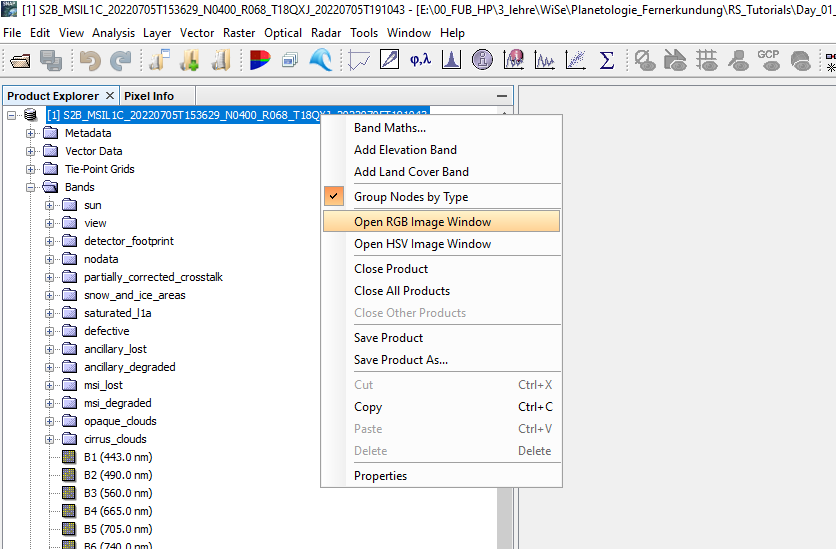 SNAP
[1] S2B_MSIL1C_20220705T153629_N0400_R068_T18QXJ_20220705T191043 - [E:\00_FUB_HP\3_lehre\WiSe\Planetologie_Fernerkundung\RS_Tutorials\Day_01_
File Edit View Analysis Layer Vector Raster Optical Radar Tools Window Help
φ,λ Σ GCP
Product Explorer × Pixel Info
[1] S2B_MSIL1C_20220705T153629_N0400_R068_T18QXJ_20220705T191043
Metadata
Vector Data
Tie-Point Grids
Bands
sun
view
detector_footprint
nodata
partially_corrected_crosstalk
snow_and_ice_areas
saturated_l1a
defective
ancillary_lost
ancillary_degraded
msi_lost
msi_degraded
opaque_clouds
cirrus_clouds
B1 (443.0 nm)
B2 (490.0 nm)
B3 (560.0 nm)
B4 (665.0 nm)
B5 (705.0 nm)
B6 (740.0 nm)
Band Maths...
Add Elevation Band
Add Land Cover Band
Group Nodes by Type
Open RGB Image Window
Open HSV Image Window
Close Product
Close All Products
Close Other Products
Save Product
Save Product As...
Cut Ctrl+X
Copy Ctrl+C
Paste Ctrl+V
Delete Delete
Properties